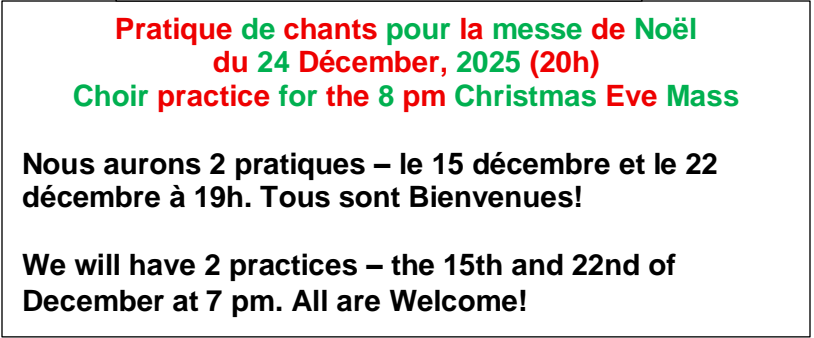 Pratique de chants pour la messe de Noël
du 24 Décember, 2025 (20h)
Choir practice for the 8 pm Christmas Eve Mass
Nous aurons 2 pratiques – le 15 décembre et le 22
décembre à 19h. Tous sont Bienvenues!
We will have 2 practices – the 15th and 22nd of
December at 7 pm. All are Welcome!